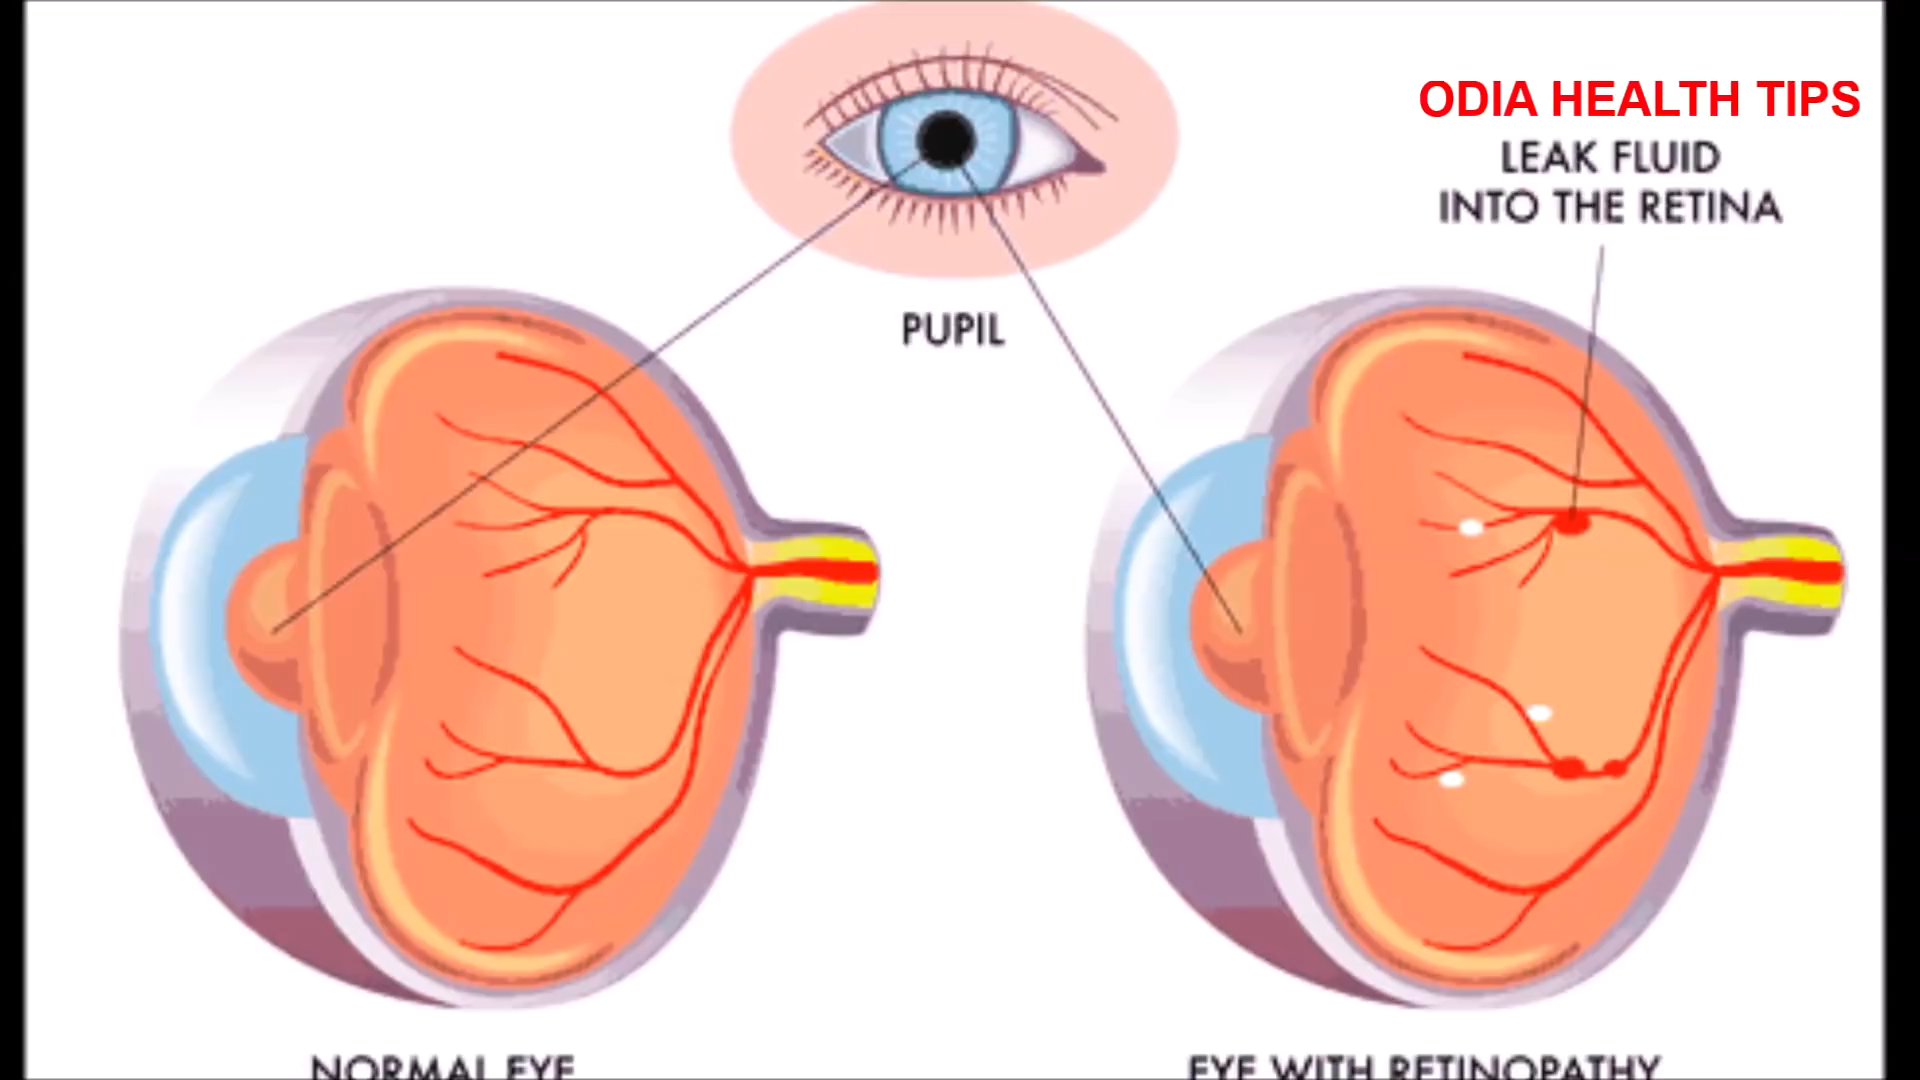 ODIA HEALTH TIPS
LEAK FLUID
INTO THE RETINA
PUPIL
NORMAL EYE
EYE WITH RETINOPATHY